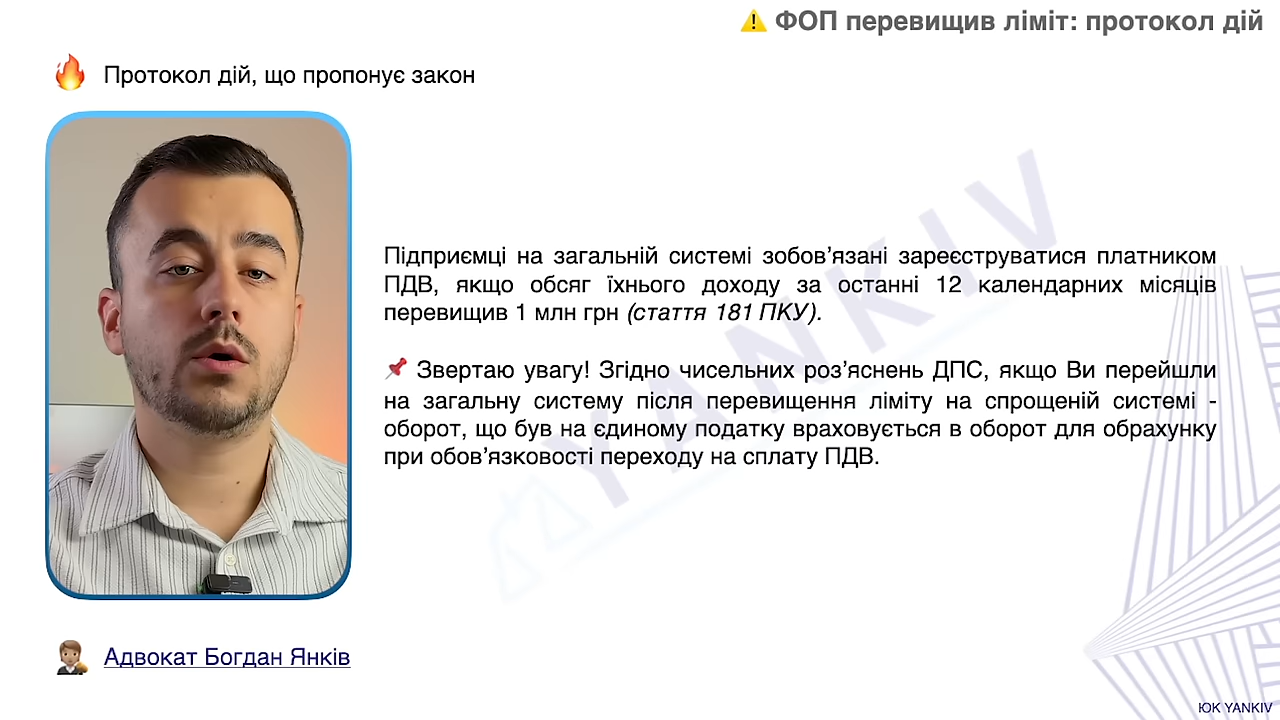 ⚠️ ФОП перевищив ліміт: протокол дій
🔥 Протокол дій, що пропонує закон
Підприємці на загальній системі зобов’язані зареєструватися платником
ПДВ, якщо обсяг їхнього доходу за останні 12 календарних місяців
перевищив 1 млн грн (стаття 181 ПКУ).
📌 Звертаю увагу! Згідно чисельних роз’яснень ДПС, якщо Ви перейшли
на загальну систему після перевищення ліміту на спрощеній системі -
оборот, що був на єдиному податку враховується в оборот для обрахунку
при обов’язковості переходу на сплату ПДВ.
YANKIV
Адвокат Богдан Янків
ЮК YANKIV